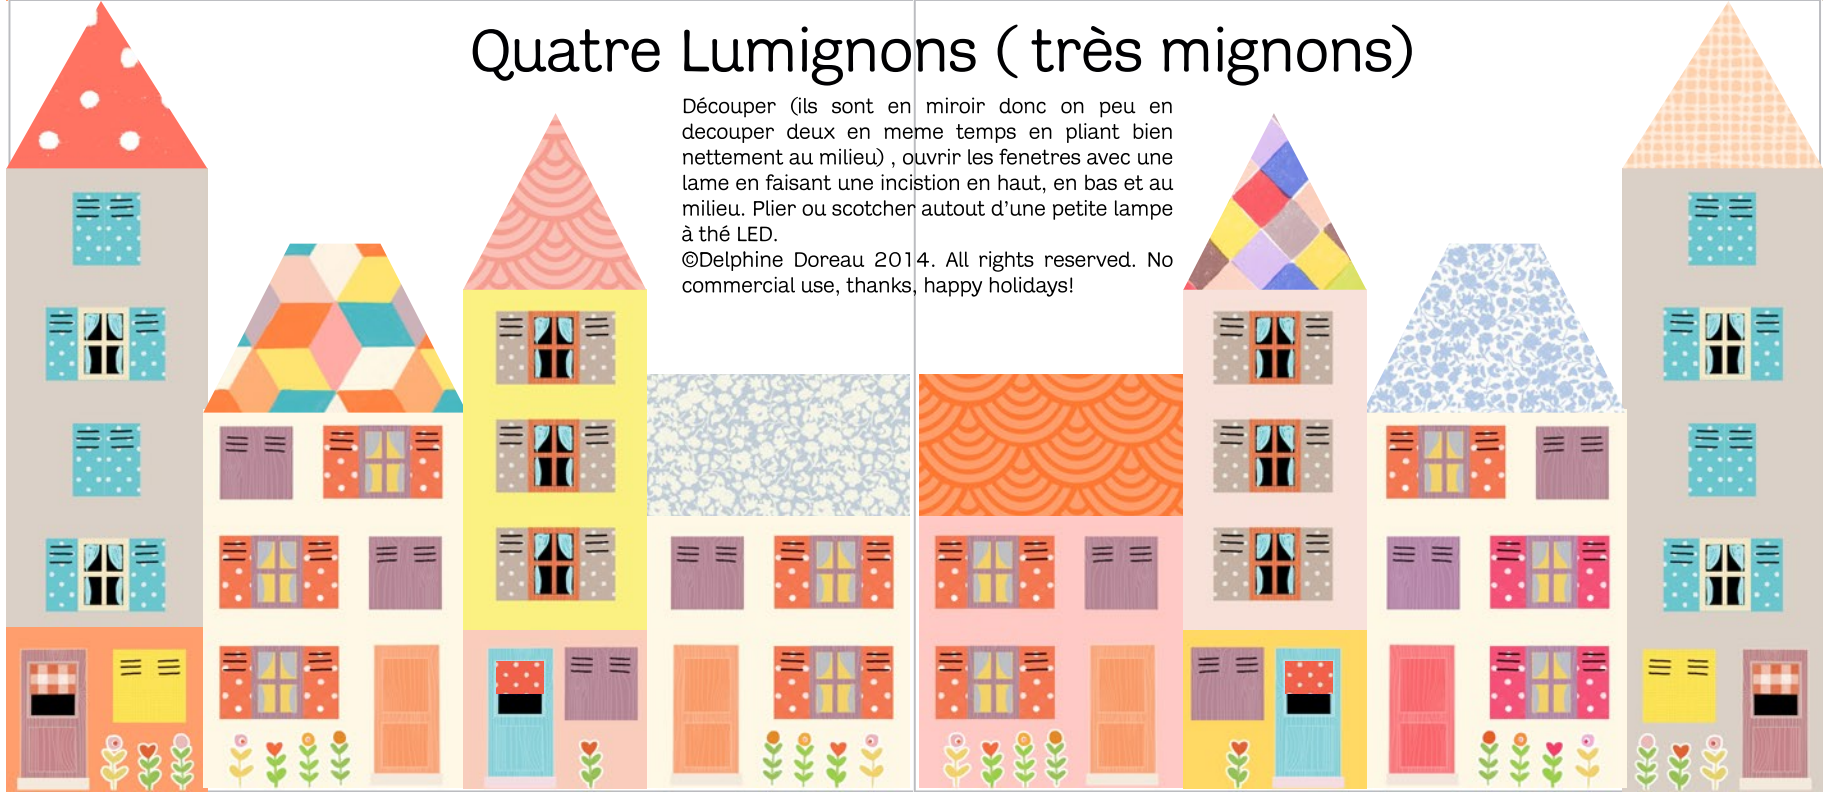 Quatre Lumignons ( très mignons)
Découper (ils sont en miroir donc on peu en
decouper deux en meme temps en pliant bien
nettement au milieu) , ouvrir les fenetres avec une
lame en faisant une incistion en haut, en bas et au
milieu. Plier ou scotcher autout d'une petite lampe
à thé LED.
©Delphine Doreau 2014. All rights reserved. No
commercial use, thanks, happy holidays!